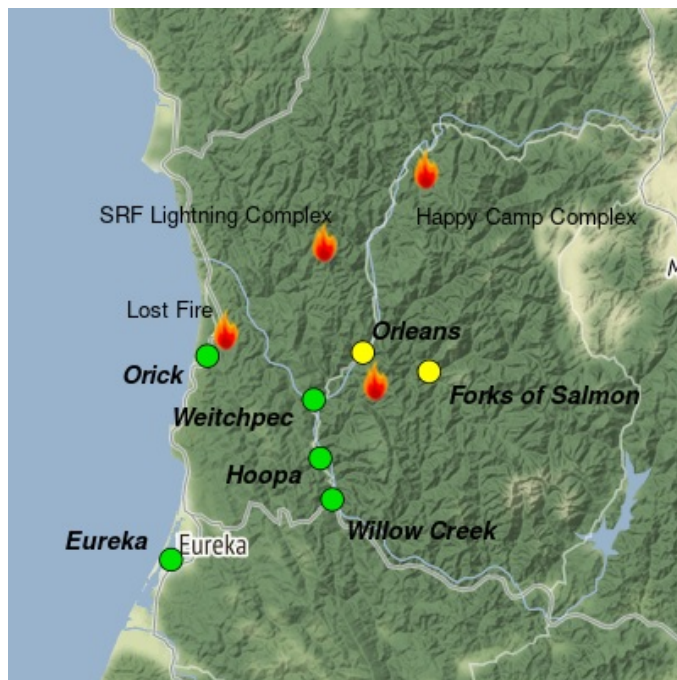 SRF Lightning Complex
Happy Camp Complex
Lost Fire
Orleans
Orick
Forks of Salmon
Weitchpec
Hoopa
Willow Creek
Eureka
Eureka